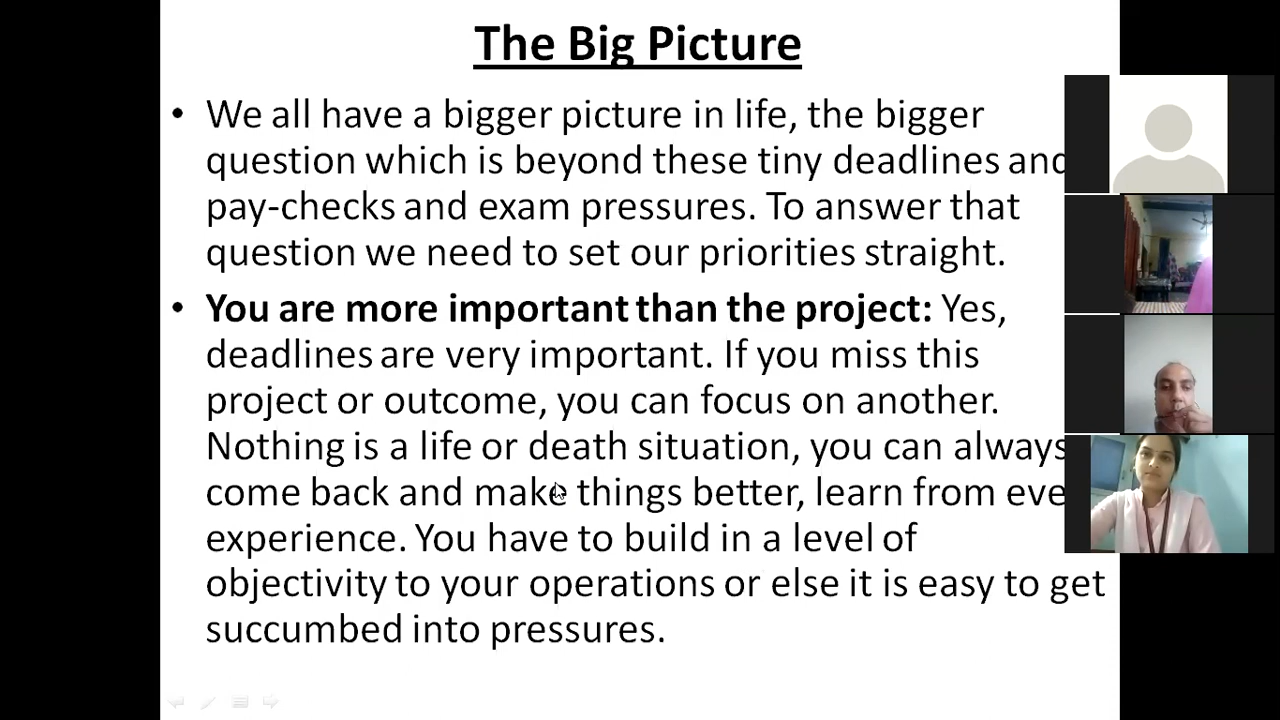 The Big Picture
• We all have a bigger picture in life, the bigger
question which is beyond these tiny deadlines and
pay-checks and exam pressures. To answer that
question we need to set our priorities straight.
• You are more important than the project: Yes,
deadlines are very important. If you miss this
project or outcome, you can focus on another.
Nothing is a life or death situation, you can always
come back and make things better, learn from eve
experience. You have to build in a level of
objectivity to your operations or else it is easy to get
succumbed into pressures.